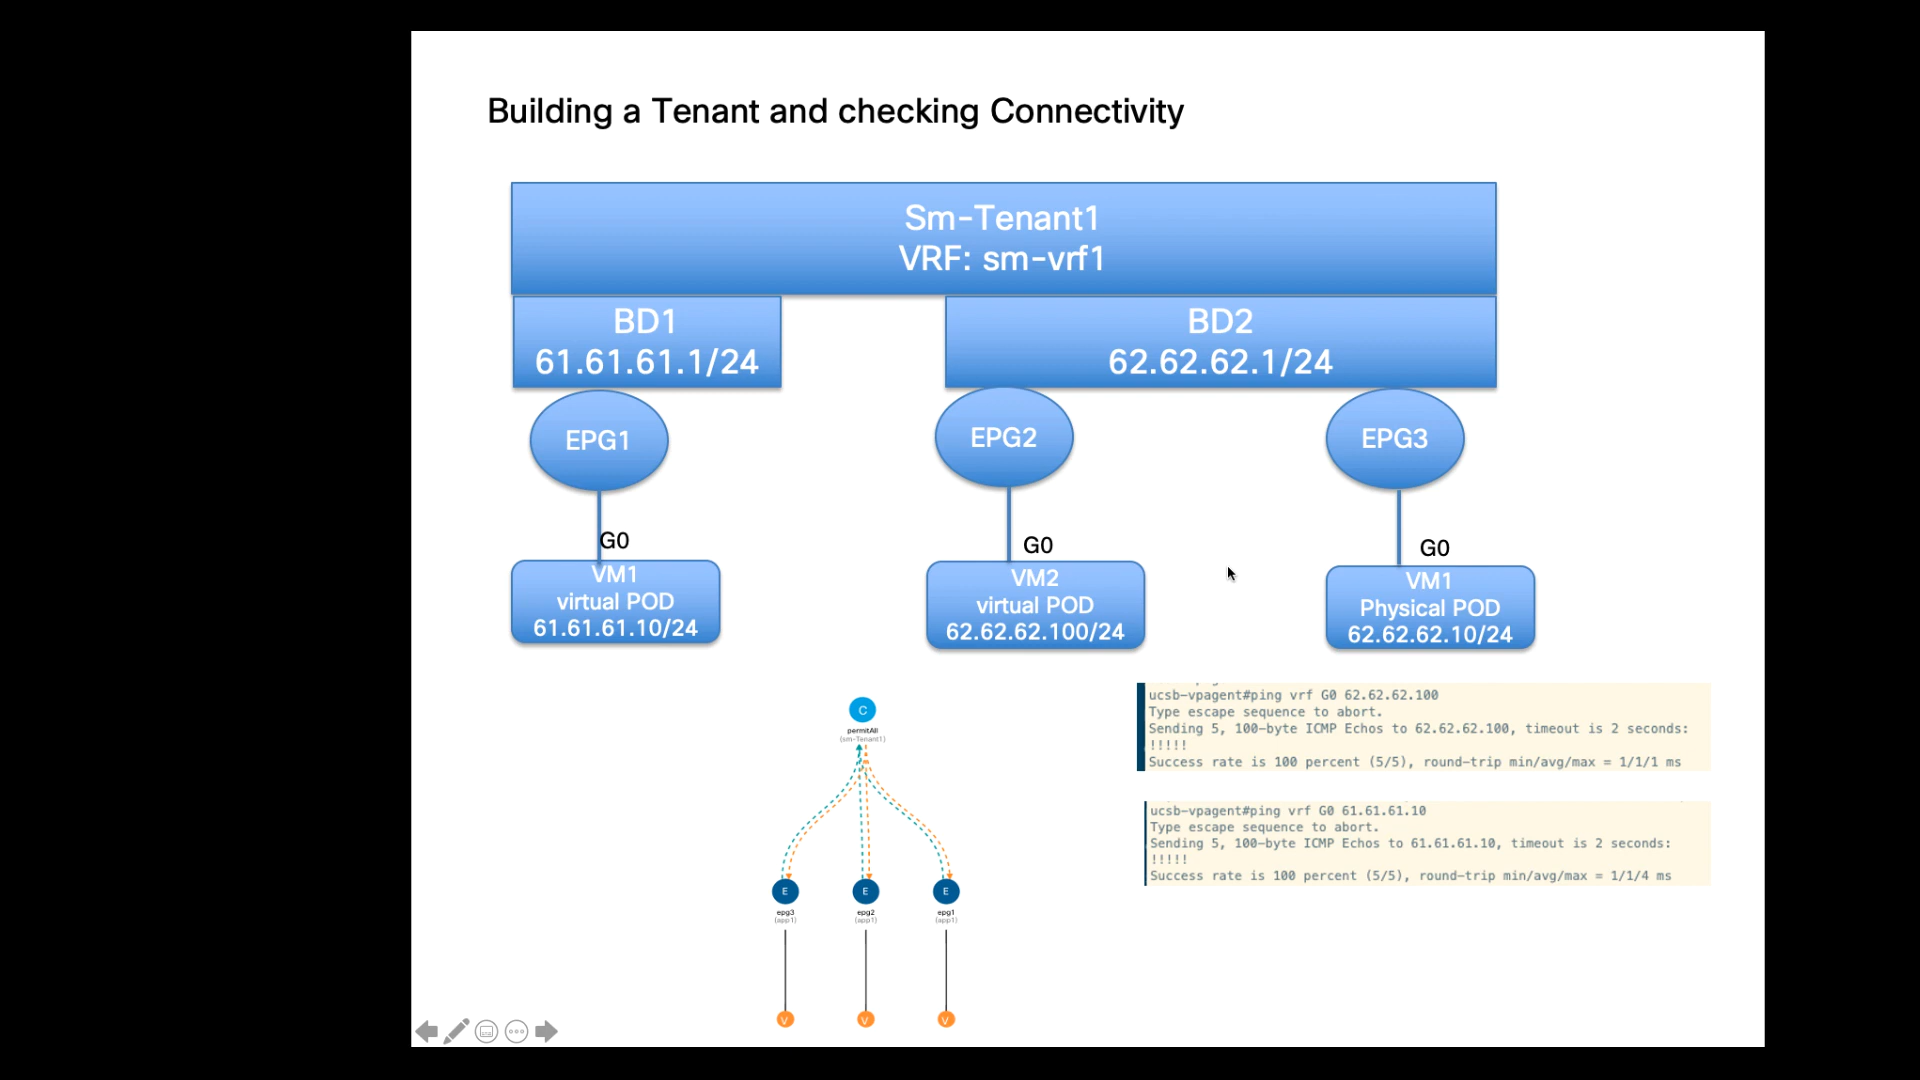 Building a Tenant and checking Connectivity
Sm-Tenant1
VRF: sm-vrf1
BD1
61.61.61.1/24
BD2
62.62.62.1/24
EPG1
EPG2
EPG3
G0
G0
G0
VM1
virtual POD
61.61.61.10/24
VM2
virtual POD
62.62.62.100/24
VM1
Physical POD
62.62.62.10/24
C
permitAll
(sm-Tenant1)
E
E
E
epg3
epg2
epg1
(app1)
(app1)
(app1)
V
V
V
ucsb-vpagent#ping vrf G0 62.62.62.100
Type escape sequence to abort.
Sending 5, 100-byte ICMP Echos to 62.62.62.100, timeout is 2 seconds:
!!!!!
Success rate is 100 percent (5/5), round-trip min/avg/max = 1/1/1 ms
ucsb-vpagent#ping vrf G0 61.61.61.10
Type escape sequence to abort.
Sending 5, 100-byte ICMP Echos to 61.61.61.10, timeout is 2 seconds:
!!!!!
Success rate is 100 percent (5/5), round-trip min/avg/max = 1/1/4 ms